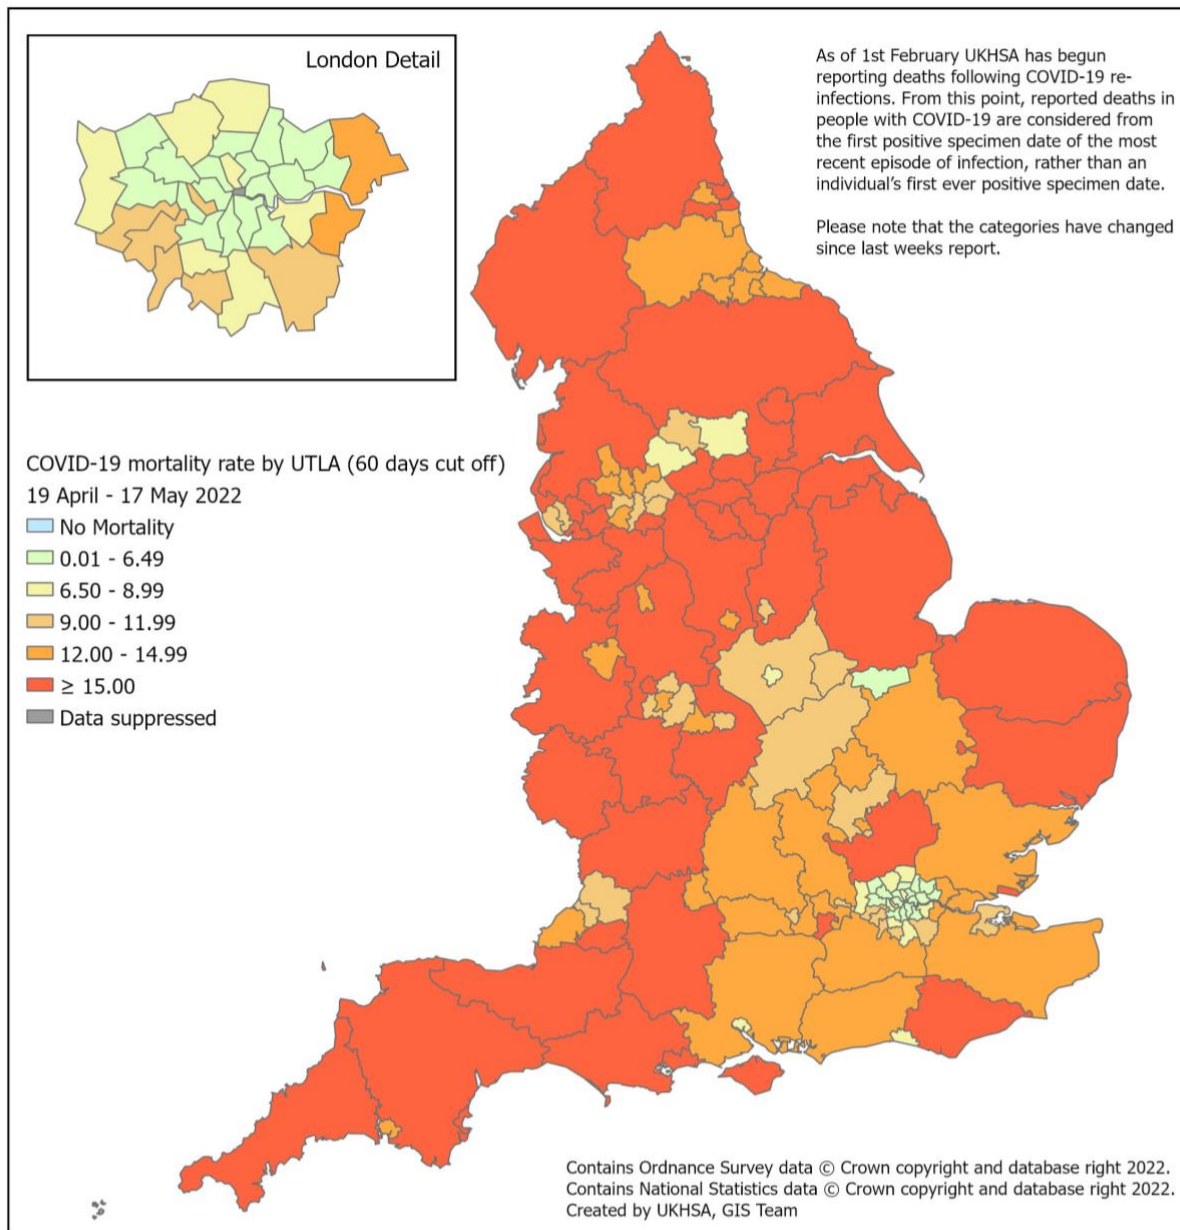 London Detail
As of 1st February UKHSA has begun
reporting deaths following COVID-19 re-
infections. From this point, reported deaths in
people with COVID-19 are considered from
the first positive specimen date of the most
recent episode of infection, rather than an
individual's first ever positive specimen date.
Please note that the categories have changed
since last weeks report.
COVID-19 mortality rate by UTLA (60 days cut off)
19 April - 17 May 2022
No Mortality
0.01 - 6.49
6.50 - 8.99
9.00 - 11.99
12.00 - 14.99
≥ 15.00
Data suppressed
Contains Ordnance Survey data © Crown copyright and database right 2022.
Contains National Statistics data © Crown copyright and database right 2022.
Created by UKHSA, GIS Team